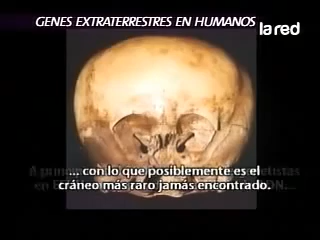 GENES EXTRATERRESTRES EN HUMANOS
la red
... con lo que posiblemente es el
cráneo más raro jamás encontrado.